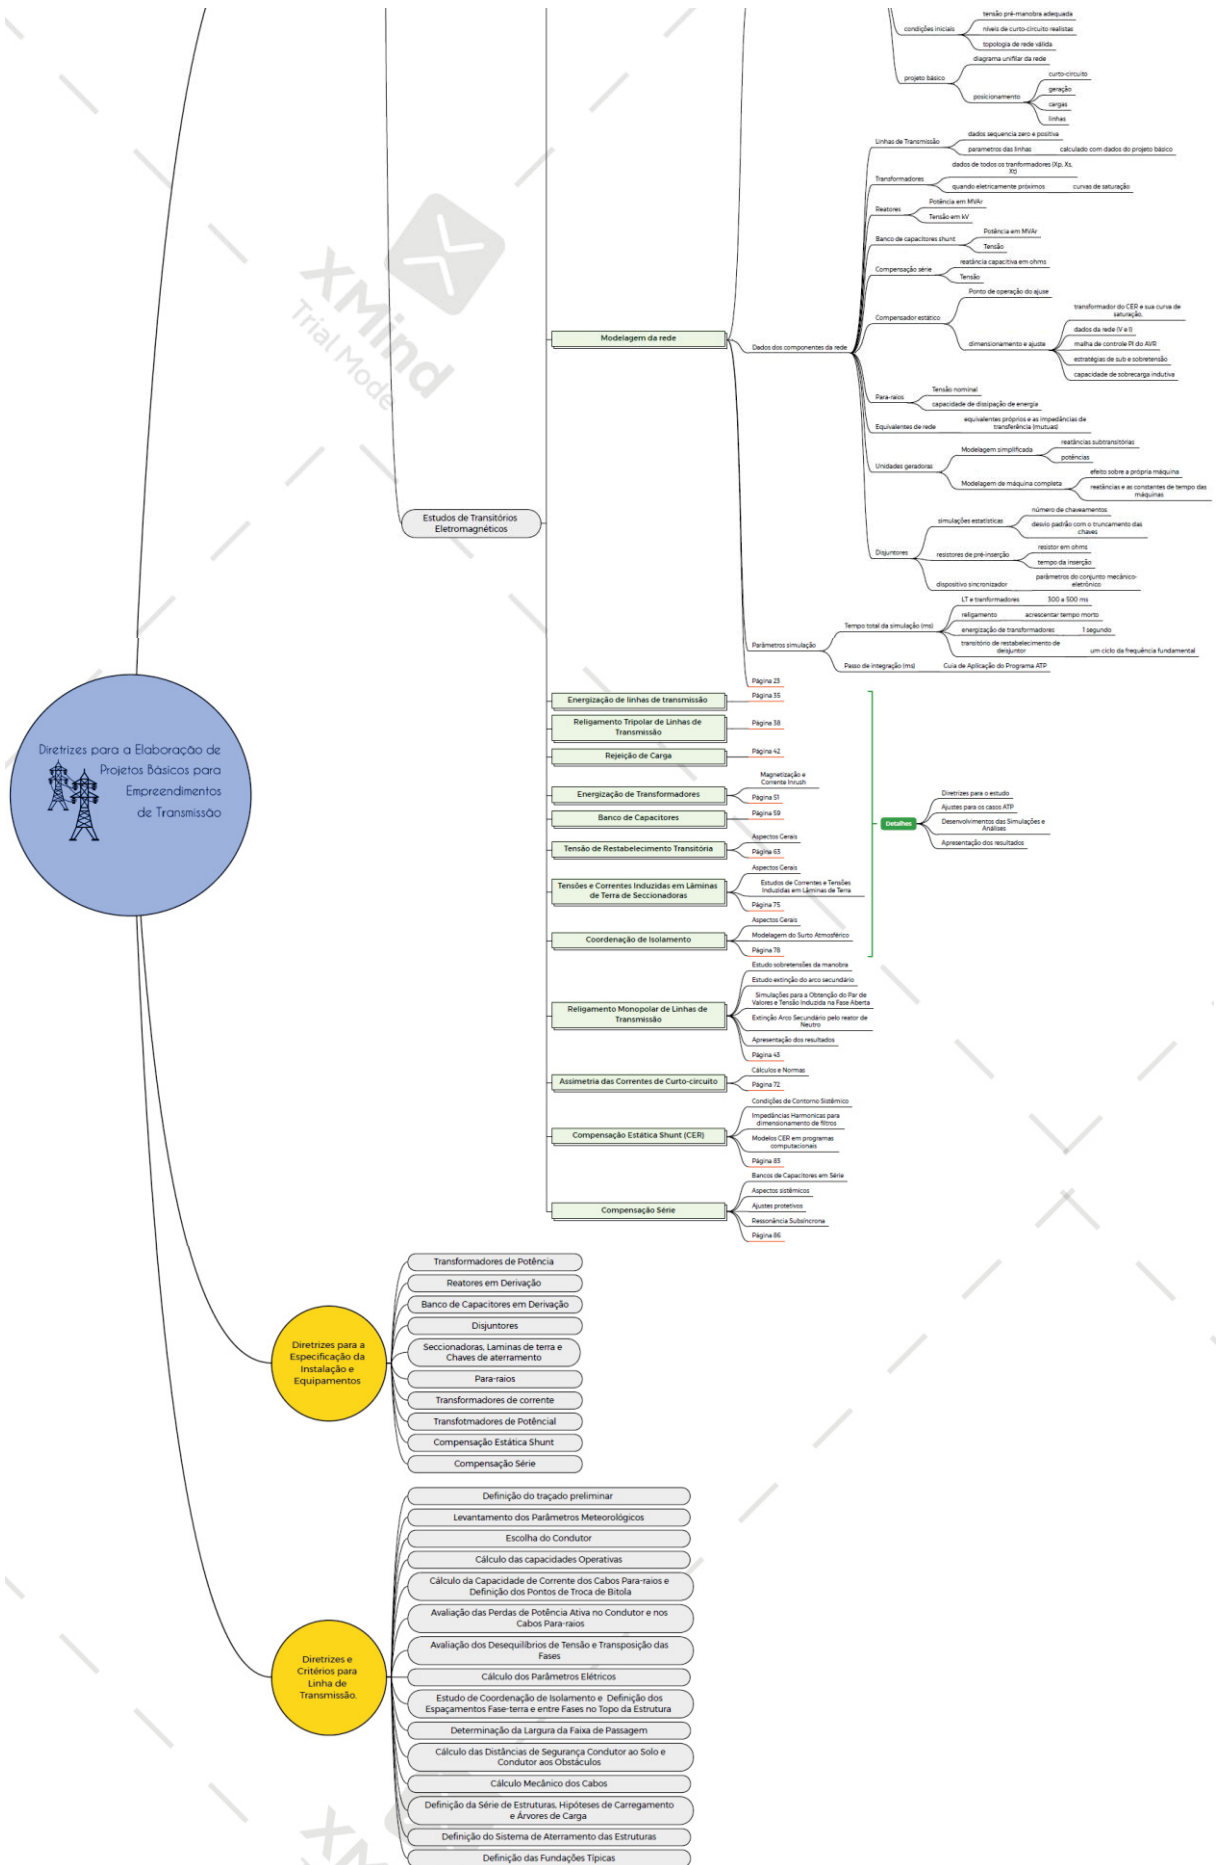 tensão pré-manobra adequada
condições iniciais
níveis de curto-circuito realistas
topologia de rede válida
diagrama unifilar da rede
projeto básico
curto-circuito
geração
posicionamento
cargas
linhas
dados sequencia zero e positiva
Linhas de Transmissão
parametros das linhas
calculado com dados do projeto básico
dados de todos os tranformadores (Xp, Xs,
Xt)
Transformadores
quando eletricamente próximos
curvas de saturação
Potência em MVAr
Reatores
Tensão em kV
Potência em MVAr
Banco de capacitores shunt
Tensão
reatância capacitiva em ohms
Compensação série
Tensão
Ponto de operação do ajuse
Compensador estático
transformador do CER e sua curva de
saturação,
dados da rede (V e I)
dimensionamento e ajuste
malha de controle PI do AVR
estratégias de sub e sobretensão
capacidade de sobrecarga indutiva
Modelagem da rede
Dados dos componentes da rede
Tensão nominal
Para-raios
capacidade de dissipação de energia
Equivalentes de rede
equivalentes próprios e as impedâncias de
transferência (mutuas)
Unidades geradoras
Modelagem simplificada
reatâncias subtransitórias
potências
Modelagem de máquina completa
efeito sobre a própria máquina
reatâncias e as constantes de tempo das
máquinas
Estudos de Transitórios
Eletromagnéticos
Disjuntores
simulações estatísticas
número de chaveamentos
desvio padrão com o truncamento das
chaves
resistores de pré-inserção
resistor em ohms
tempo da inserção
dispositivo sincronizador
parâmetros do conjunto mecânico-
eletrônico
Parâmetros simulação
Tempo total da simulação (ms)
LT e tranformadores
300 a 500 ms
religamento
acrescentar tempo morto
energização de transformadores
1 segundo
transitório de restabelecimento de
deisjuntor
um ciclo da frequência fundamental
Passo de integração (ms)
Guia de Aplicação do Programa ATP
Página 23
Energização de linhas de transmissão
Página 35
Religamento Tripolar de Linhas de
Transmissão
Página 38
Rejeição de Carga
Página 42
Energização de Transformadores
Magnetização e
Corrente Inrush
Página 51
Banco de Capacitores
Página 59
Tensão de Restabelecimento Transitória
Aspectos Gerais
Página 63
Tensões e Correntes Induzidas em Lâminas
de Terra de Seccionadoras
Aspectos Gerais
Estudos de Correntes e Tensões
Induzidas em Lâminas de Terra
Página 75
Coordenação de Isolamento
Aspectos Gerais
Modelagem do Surto Atmosférico
Página 78
Detalhes
Diretrizes para o estudo
Ajustes para os casos ATP
Desenvolvimentos das Simulações e
Análises
Apresentação dos resultados
Diretrizes para a Elaboração de
Projetos Básicos para
Empreendimentos
de Transmissão
Religamento Monopolar de Linhas de
Transmissão
Estudo sobretensões da manobra
Estudo extinção do arco secundário
Simulações para a Obtenção do Par de
Valores e Tensão Induzida na Fase Aberta
Extinção Arco Secundário pelo reator de
Neutro
Apresentação dos resultados
Página 43
Assimetria das Correntes de Curto-circuito
Cálculos e Normas
Página 72
Compensação Estática Shunt (CER)
Condições de Contorno Sistêmico
Impedâncias Harmonicas para
dimensionamento de filtros
Modelos CER em programas
computacionais
Página 83
Compensação Série
Bancos de Capacitores em Série
Aspectos sistêmicos
Ajustes protetivos
Ressonância Subsíncrona
Página 86
Diretrizes para a
Especificação da
Instalação e
Equipamentos
Transformadores de Potência
Reatores em Derivação
Banco de Capacitores em Derivação
Disjuntores
Seccionadoras, Laminas de terra e
Chaves de aterramento
Para-raios
Transformadores de corrente
Transfotmadores de Potêncial
Compensação Estática Shunt
Compensação Série
Diretrizes e
Critérios para
Linha de
Transmissão.
Definição do traçado preliminar
Levantamento dos Parâmetros Meteorológicos
Escolha do Condutor
Cálculo das capacidades Operativas
Cálculo da Capacidade de Corrente dos Cabos Para-raios e
Definição dos Pontos de Troca de Bitola
Avaliação das Perdas de Potência Ativa no Condutor e nos
Cabos Para-raios
Avaliação dos Desequilíbrios de Tensão e Transposição das
Fases
Cálculo dos Parâmetros Elétricos
Estudo de Coordenação de Isolamento e Definição dos
Espaçamentos Fase-terra e entre Fases no Topo da Estrutura
Determinação da Largura da Faixa de Passagem
Cálculo das Distâncias de Segurança Condutor ao Solo e
Condutor aos Obstáculos
Cálculo Mecânico dos Cabos
Definição da Série de Estruturas, Hipóteses de Carregamento
e Árvores de Carga
Definição do Sistema de Aterramento das Estruturas
Definição das Fundações Típicas
XMind
Trial Mode
XM